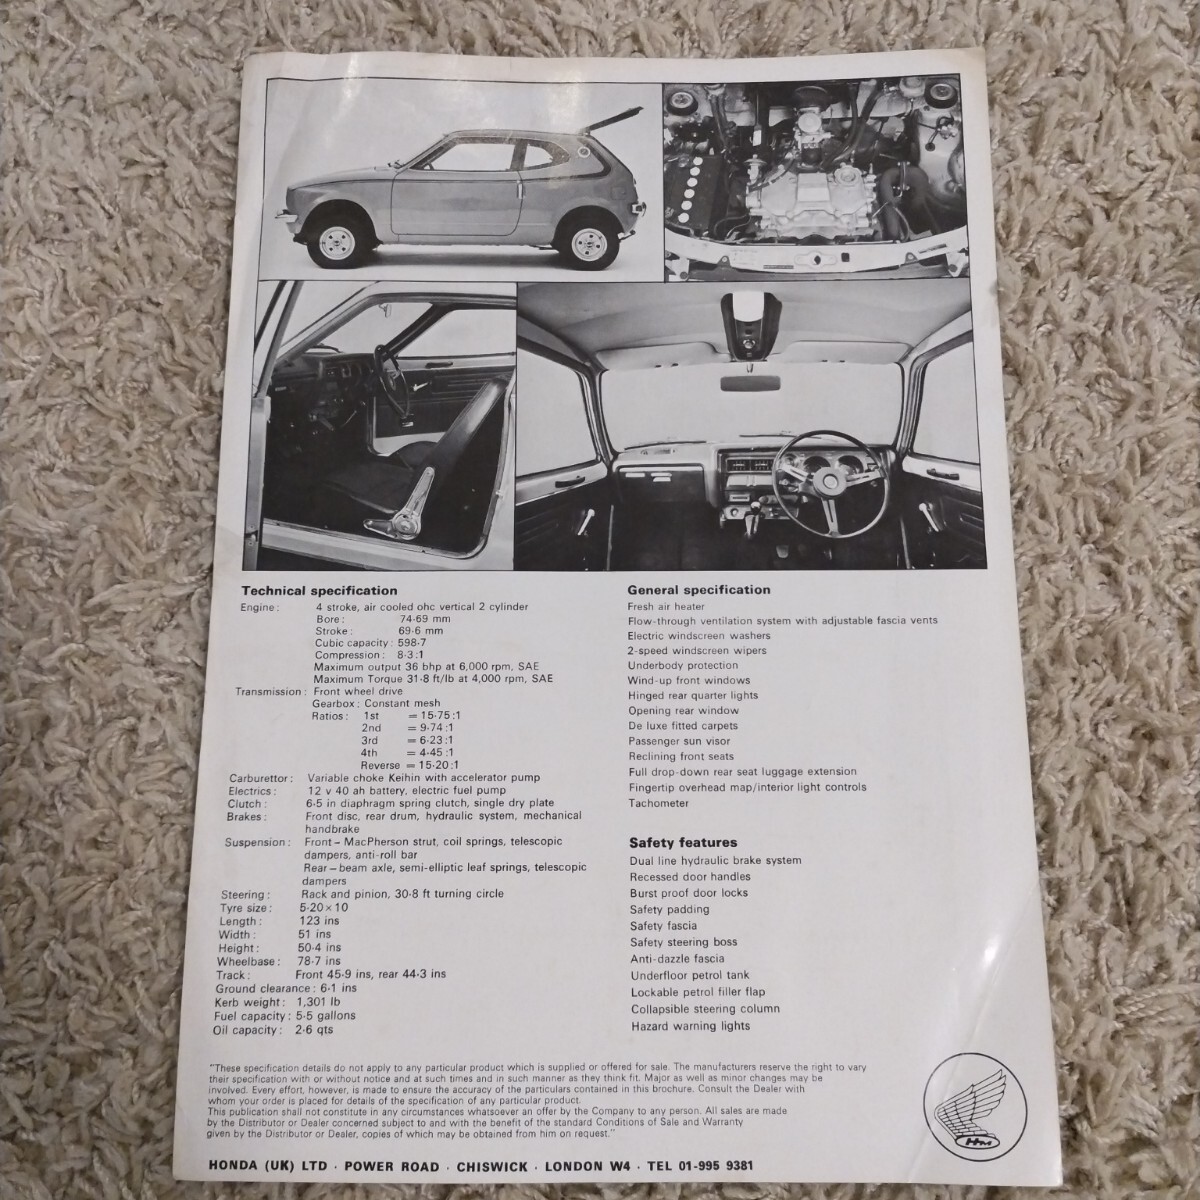 Technical specification
Engine: 4 stroke, air cooled ohc vertical 2 cylinder
Bore: 74·69 mm
Stroke: 69·6 mm
Cubic capacity: 598·7
Compression: 8·3:1
Maximum output 36 bhp at 6,000 rpm, SAE
Maximum Torque 31·8 ft/lb at 4,000 rpm, SAE
Transmission: Front wheel drive
Gearbox: Constant mesh
Ratios: 1st = 15·75:1
2nd = 9·74:1
3rd = 6·23:1
4th = 4·45:1
Reverse = 15·20:1
Carburettor: Variable choke Keihin with accelerator pump
Electrics: 12 v 40 ah battery, electric fuel pump
Clutch: 6·5 in diaphragm spring clutch, single dry plate
Brakes: Front disc, rear drum, hydraulic system, mechanical
handbrake
Suspension: Front – MacPherson strut, coil springs, telescopic
dampers, anti-roll bar
Rear – beam axle, semi-elliptic leaf springs, telescopic
dampers
Steering: Rack and pinion, 30·8 ft turning circle
Tyre size: 5·20 × 10
Length: 123 ins
Width: 51 ins
Height: 50·4 ins
Wheelbase: 78·7 ins
Track: Front 45·9 ins, rear 44·3 ins
Ground clearance: 6·1 ins
Kerb weight: 1,301 lb
Fuel capacity: 5·5 gallons
Oil capacity: 2·6 qts
General specification
Fresh air heater
Flow-through ventilation system with adjustable fascia vents
Electric windscreen washers
2-speed windscreen wipers
Underbody protection
Wind-up front windows
Hinged rear quarter lights
Opening rear window
De luxe fitted carpets
Passenger sun visor
Reclining front seats
Full drop-down rear seat luggage extension
Fingertip overhead map/interior light controls
Tachometer
Safety features
Dual line hydraulic brake system
Recessed door handles
Burst proof door locks
Safety padding
Safety fascia
Safety steering boss
Anti-dazzle fascia
Underfloor petrol tank
Lockable petrol filler flap
Collapsible steering column
Hazard warning lights
"These specification details do not apply to any particular product which is supplied or offered for sale. The manufacturers reserve the right to vary
their specification with or without notice and at such times and in such manner as they think fit. Major as well as minor changes may be
involved. Every effort, however, is made to ensure the accuracy of the particulars contained in this brochure. Consult the Dealer with
whom your order is placed for details of the specification of any particular product.
This publication shall not constitute in any circumstances whatsoever an offer by the Company to any person. All sales are made
by the Distributor or Dealer concerned subject to and with the benefit of the standard Conditions of Sale and Warranty
given by the Distributor or Dealer, copies of which may be obtained from him on request."
HM
HONDA (UK) LTD · POWER ROAD · CHISWICK · LONDON W4 · TEL 01-995 9381